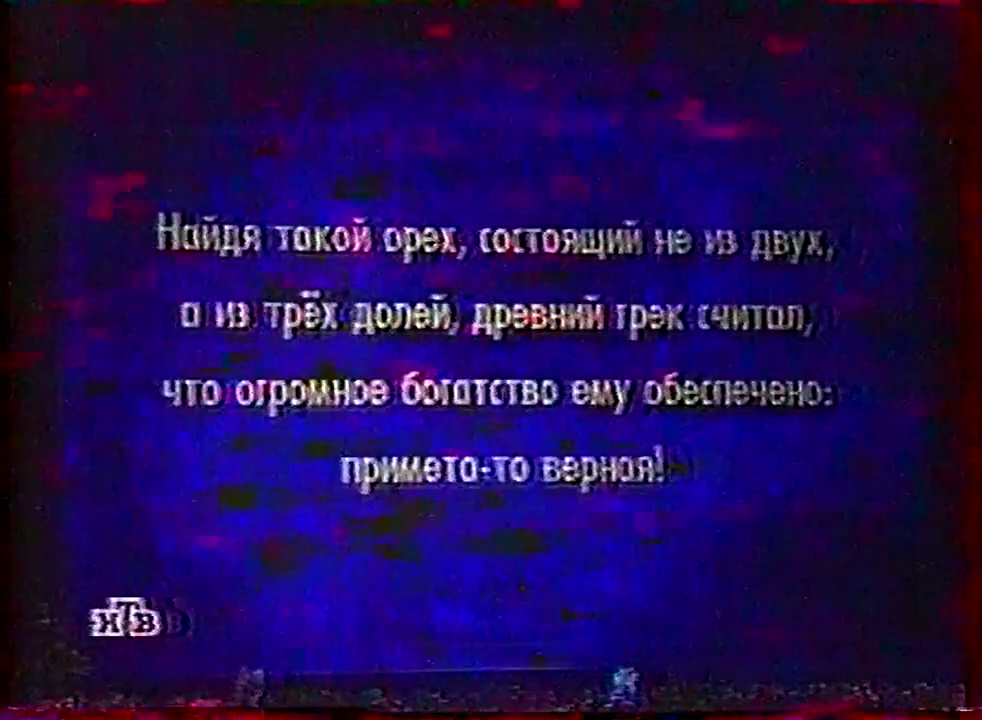 Найдя такой орех, состоящий не из двух,
а из трёх долей, древний грек считал,
что огромное богатство ему обеспечено:
примета-то верная!
НТВ